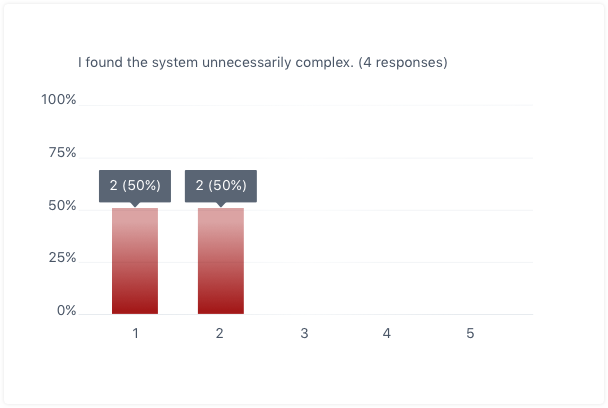 I found the system unnecessarily complex. (4 responses)
100%
75%
2 (50%) 2 (50%)
50%
25%
0%
1 2 3 4 5